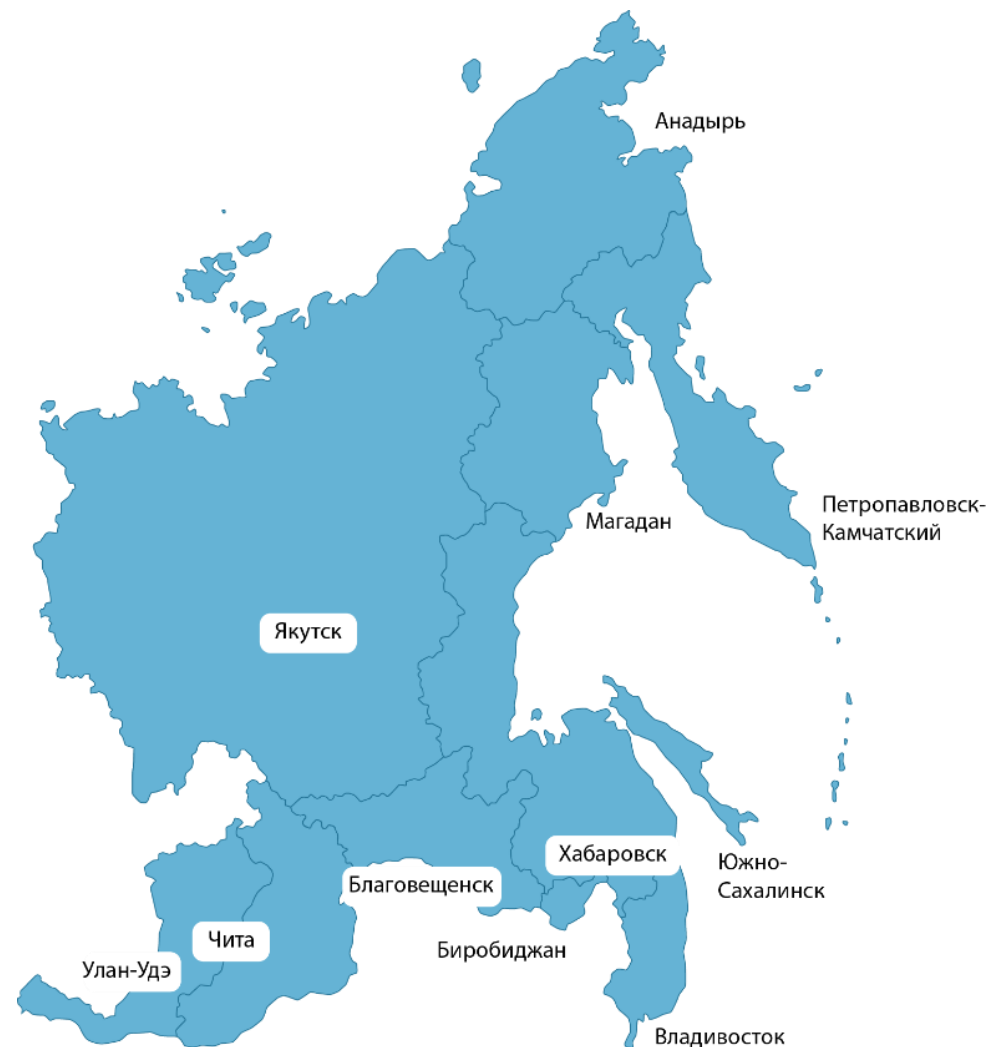 Анадырь
Петропавловск-
Камчатский
Магадан
Якутск
Хабаровск
Южно-
Сахалинск
Благовещенск
Чита
Биробиджан
Улан-Удэ
Владивосток